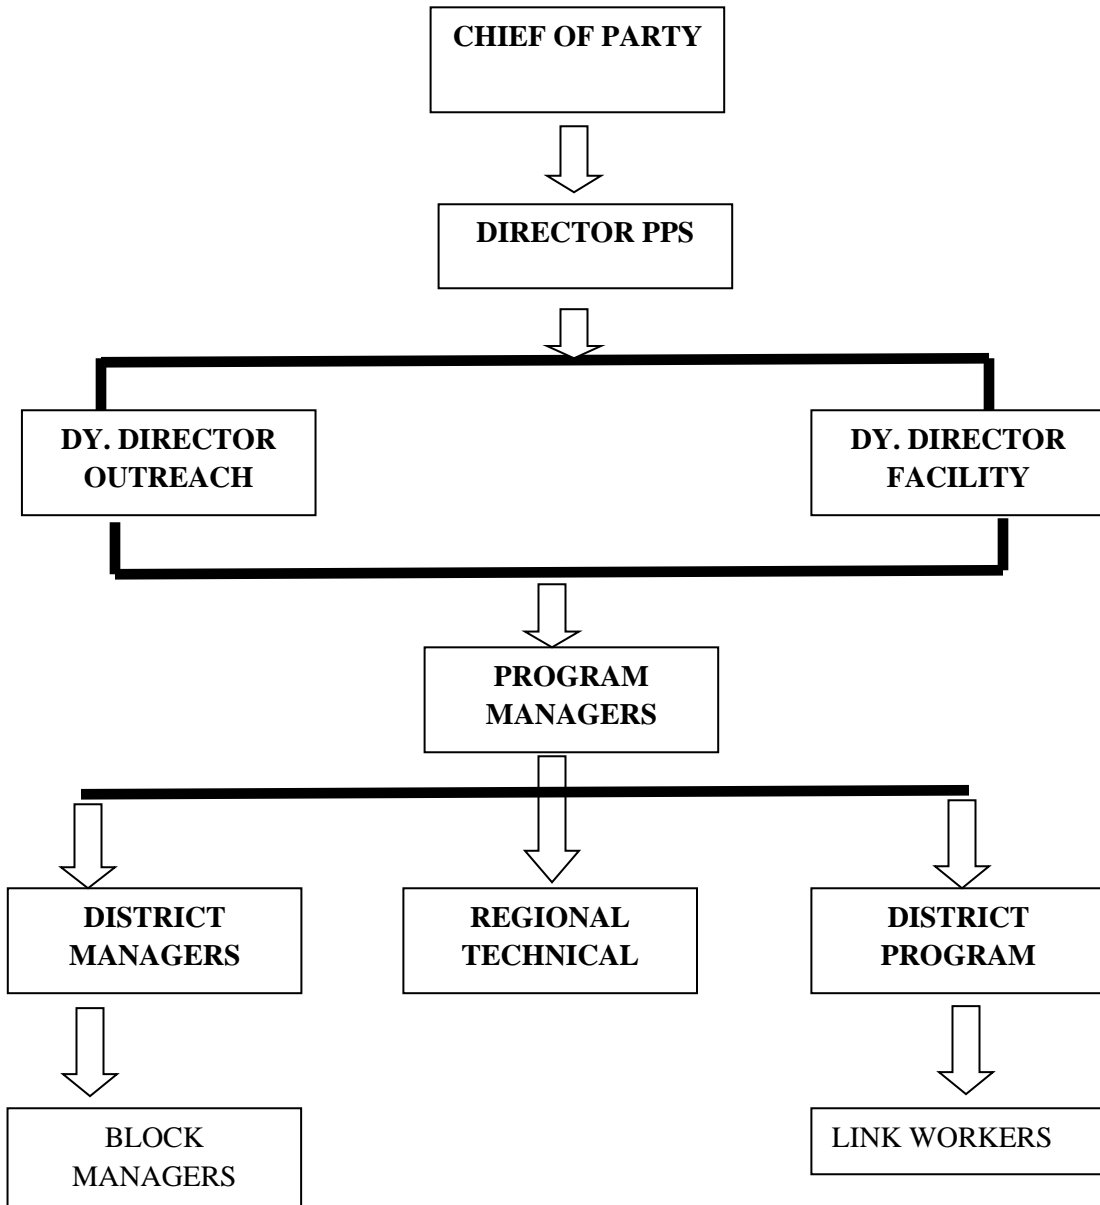 CHIEF OF PARTY
DIRECTOR PPS
DY. DIRECTOR
OUTREACH
DY. DIRECTOR
FACILITY
PROGRAM
MANAGERS
DISTRICT
MANAGERS
REGIONAL
TECHNICAL
DISTRICT
PROGRAM
BLOCK
MANAGERS
LINK WORKERS